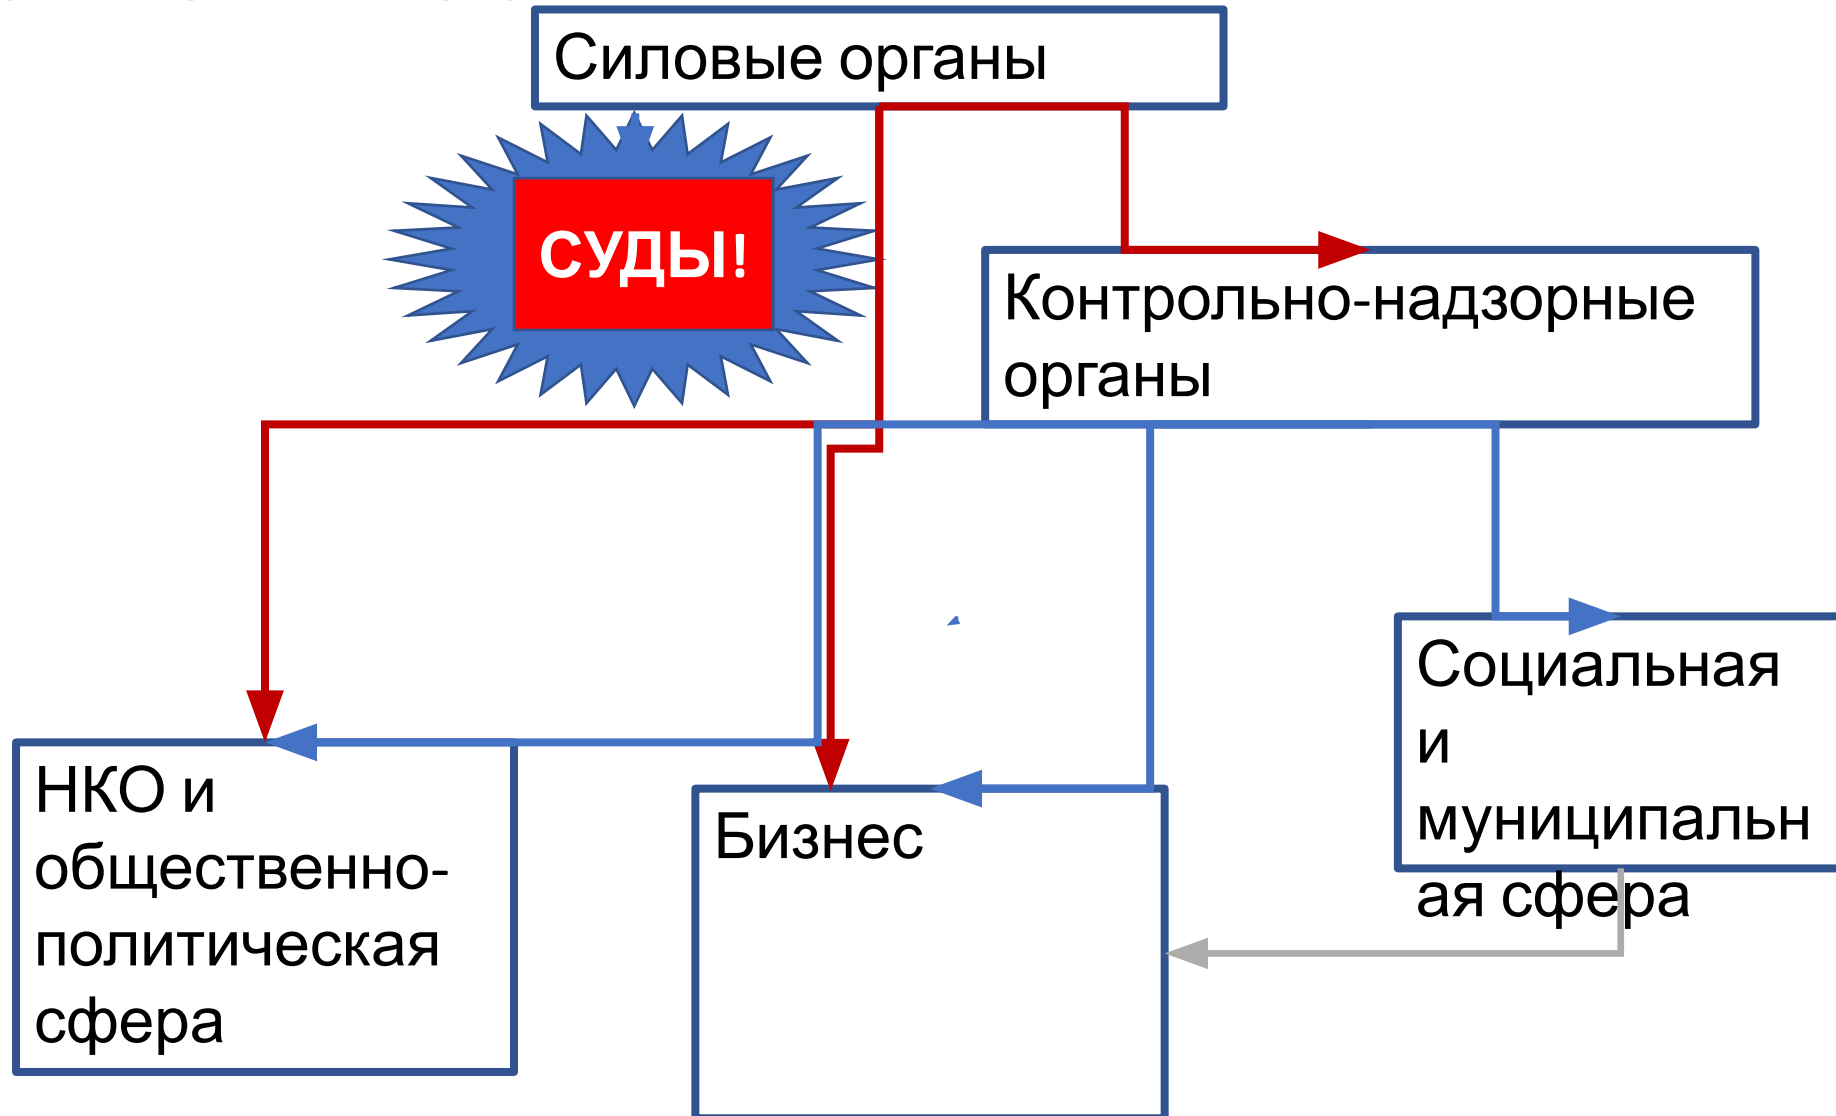 Силовые органы
СУДЫ!
Контрольно-надзорные
органы
Социальная
и
муниципальн
ая сфера
НКО и
общественно-
политическая
сфера
Бизнес